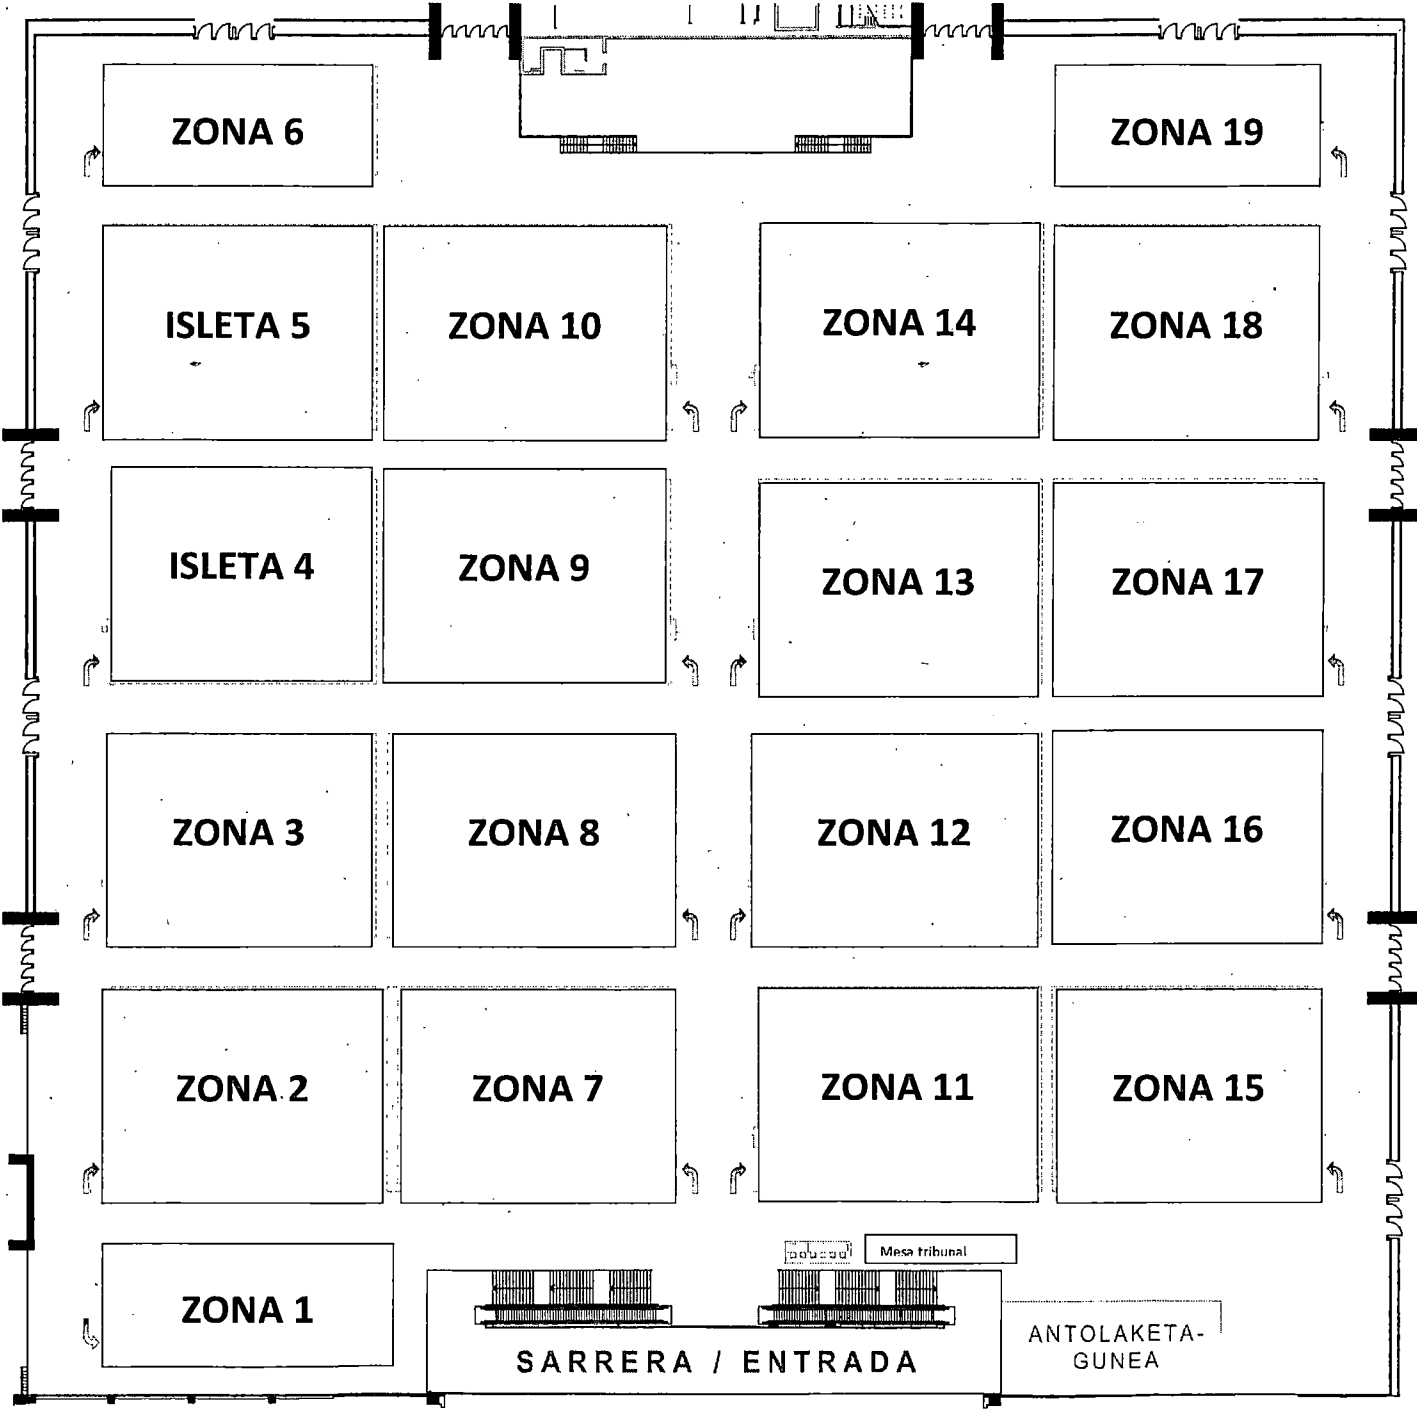 ZONA 6
ZONA 19
ISLETA 5
ZONA 10
ZONA 14
ZONA 18
ISLETA 4
ZONA 9
ZONA 13
ZONA 17
ZONA 3
ZONA 8
ZONA 12
ZONA 16
ZONA 2
ZONA 7
ZONA 11
ZONA 15
Mesa tribunal
ZONA 1
SARRERA / ENTRADA
ANTOLAKETA-
GUNEA